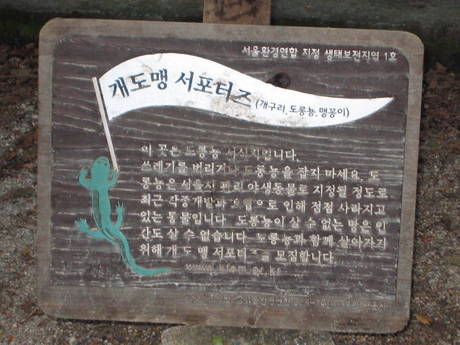 서울환경연합 지정 생태보전지역 1호
개도맹 서포터즈 (개구리, 도롱뇽, 맹꽁이)
이 곳은 도롱뇽 서식지입니다.
쓰레기를 버리거나 도롱뇽을 잡지 마세요. 도
롱뇽은 서울시 야생동물로 지정될 정도로
최근 각종개발과 오염으로 인해 점점 사라지고
있는 동물입니다. 도롱뇽이 살 수 없는 땅은 인
간도 살 수 없습니다. 도롱뇽과 함께 살아가기
위해 개도맹 서포터즈를 모집합니다.